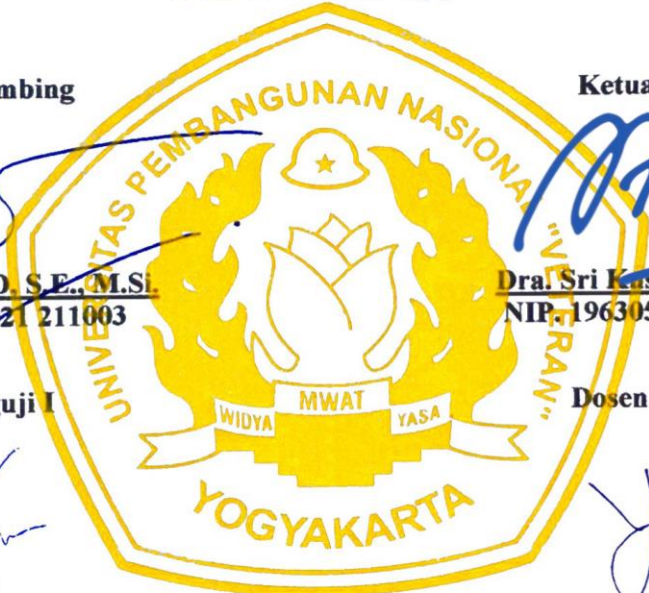 mbing
Ketua
UNIVERSITAS PEMBANGUNAN NASIONAL "VETERAN"
S.E., M.Si.
21 211003
Dra. Sri Kus
NIP. 196305
uji I
Dosen
WIDYA MWAT YASA
YOGYAKARTA